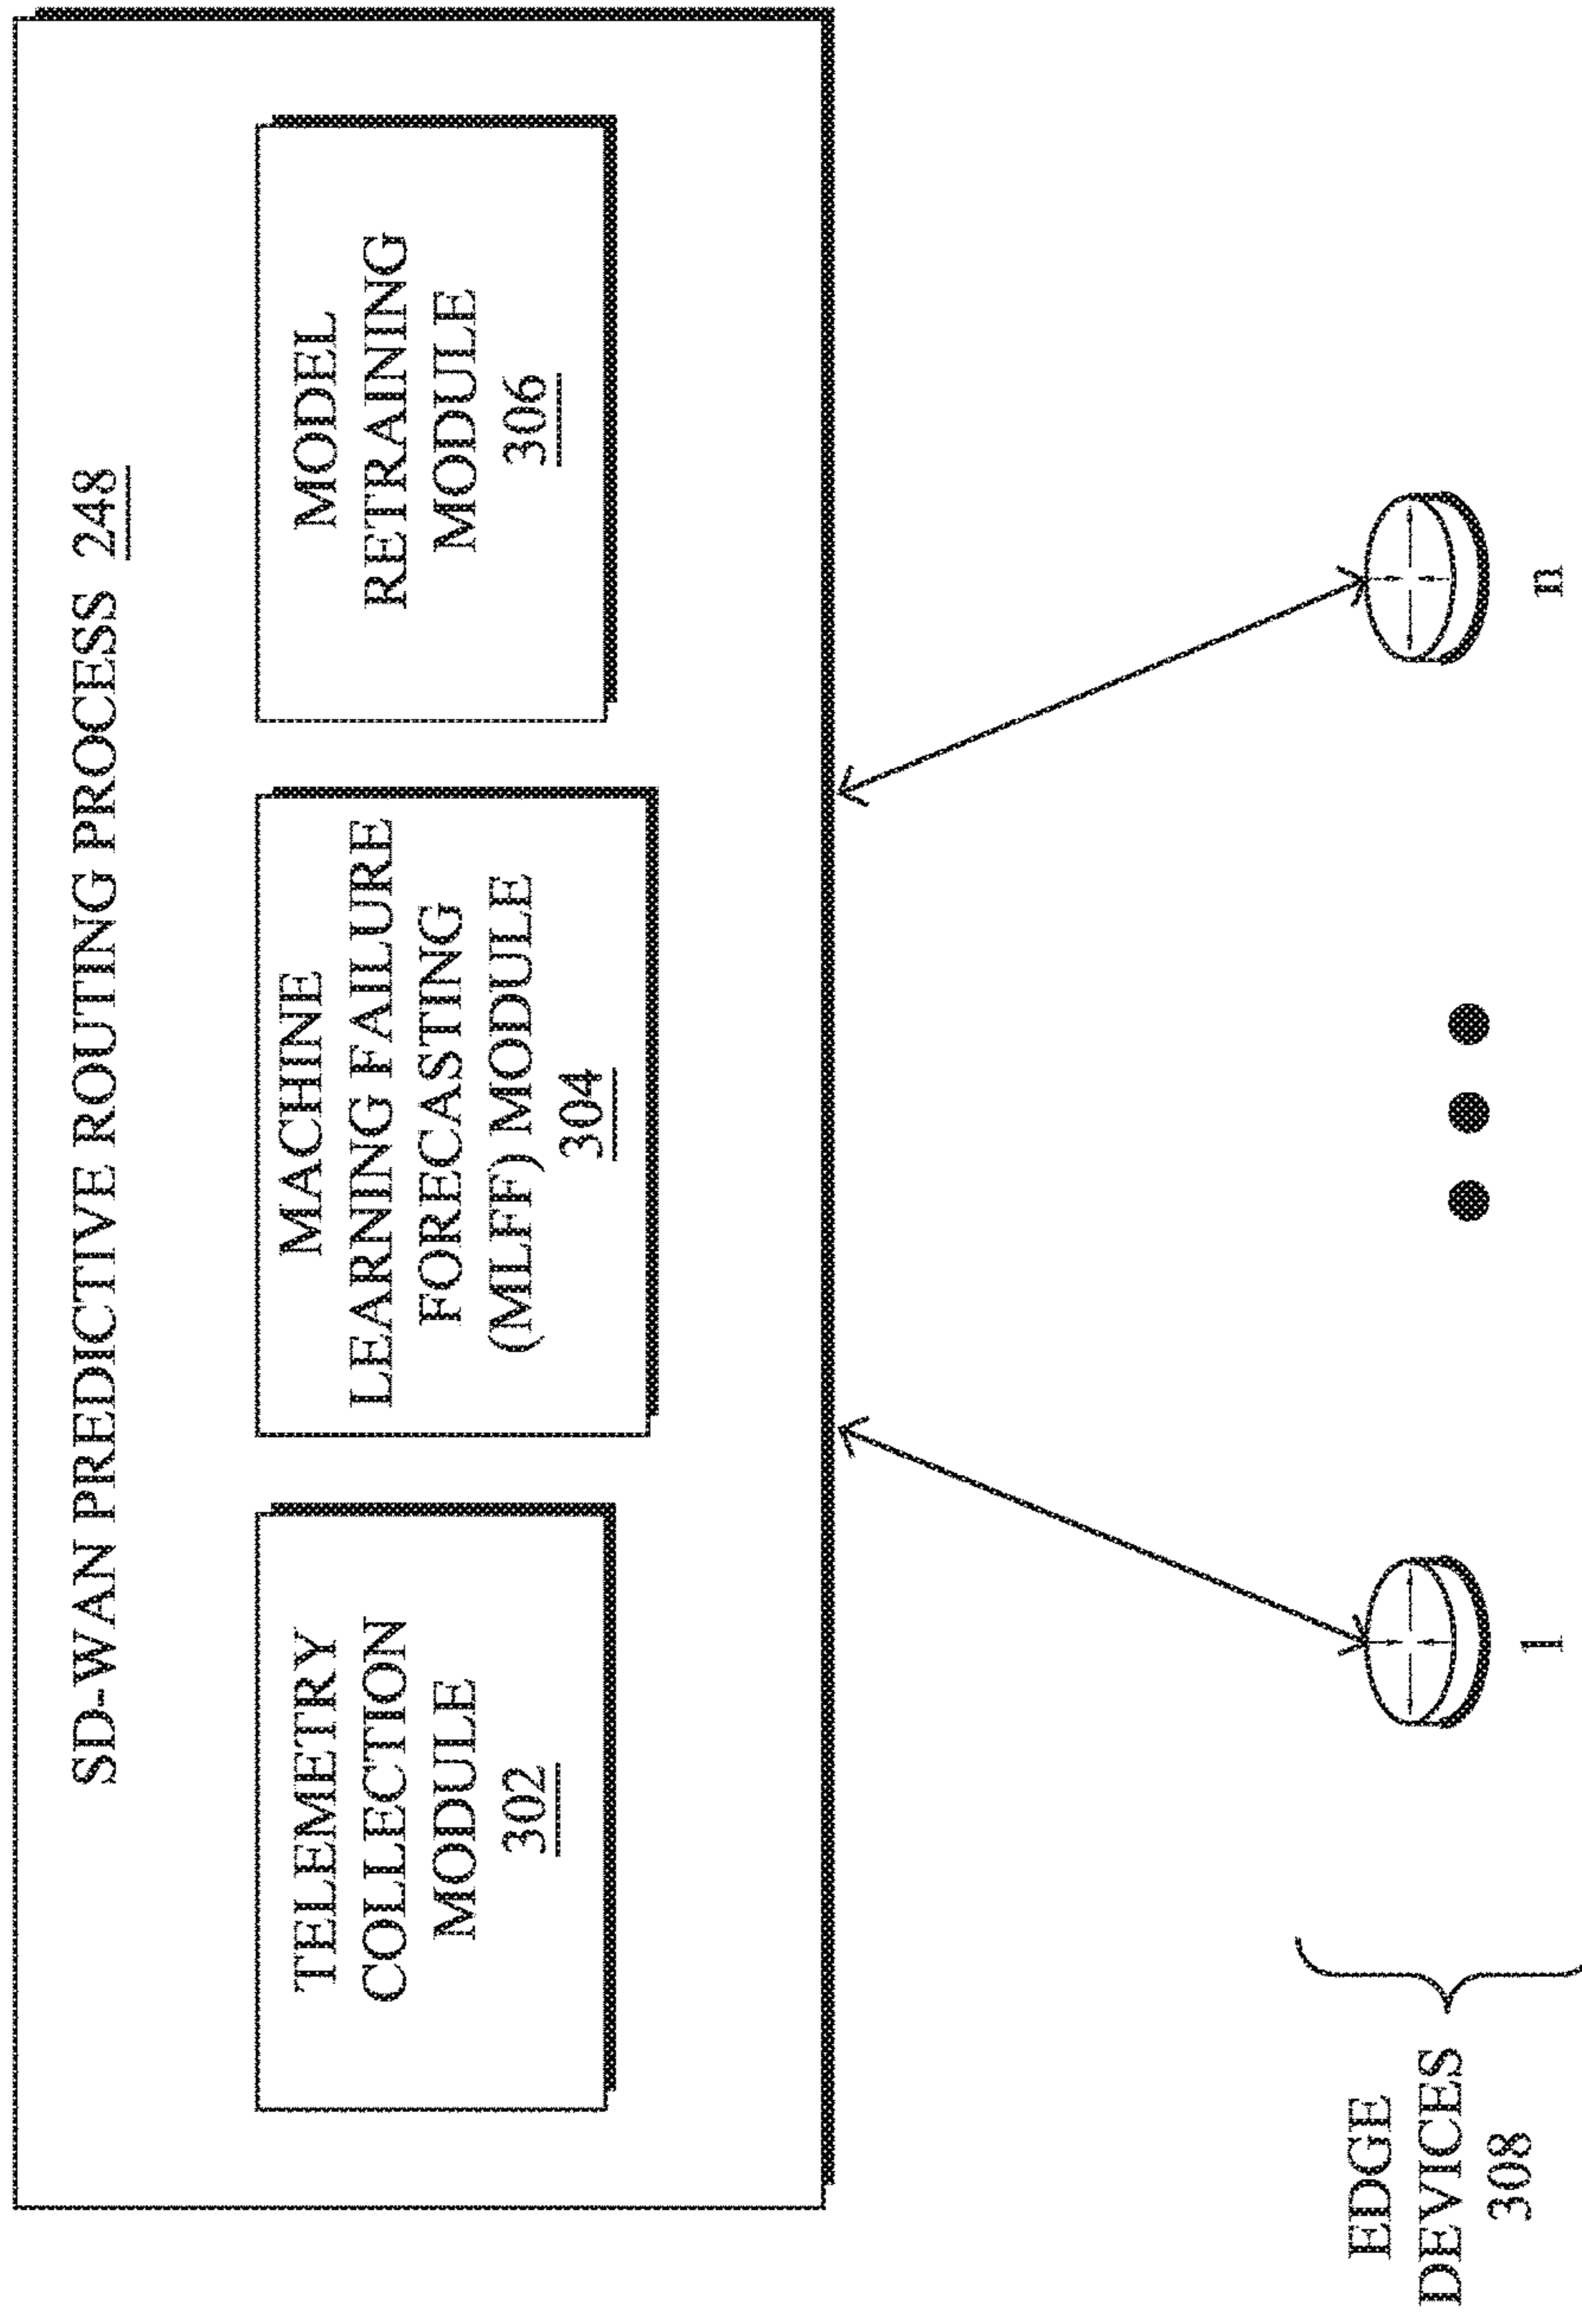 SD-WAN PREDICTIVE ROUTING PROCESS 248
TELEMETRY
COLLECTION
MODULE
302
MACHINE
LEARNING FAILURE
FORECASTING
(MLFF) MODULE
304
MODEL
RETRAINING
MODULE
306
EDGE
DEVICES
308
1
n